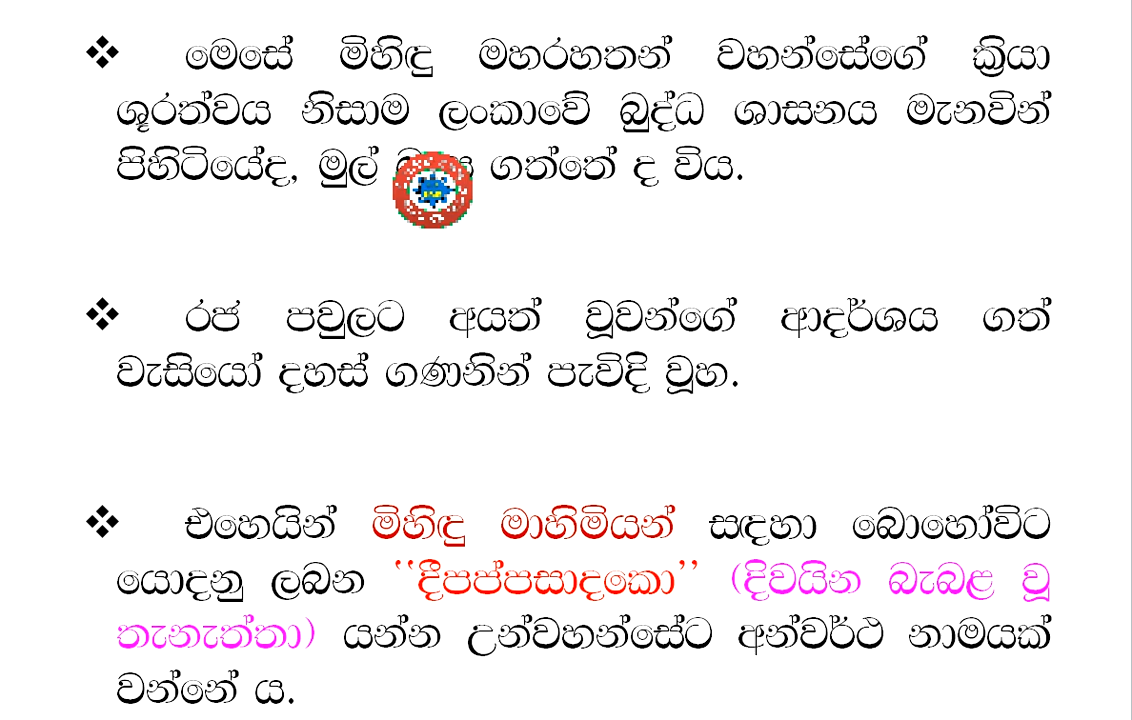 ❖ මෙසේ මිහිඳු මහරහතන් වහන්සේගේ ක්‍රියා
ශූරත්වය නිසාම ලංකාවේ බුද්ධ ශාසනය මැනවින්
පිහිටියේද, මුල් ගත්තේ ද විය.
❖ රජ පවුලට අයත් වූවන්ගේ ආදර්ශය ගත්
වැසියෝ දහස් ගණනින් පැවිදි වූහ.
❖ එහෙයින් මිහිඳු මාහිමියන් සඳහා බොහෝවිට
යොදනු ලබන ‘‘දීපප්පසාදකො’’ (දිවයින බැබළ වූ
තැනැත්තා) යන්න උන්වහන්සේට අන්වර්ථ නාමයක්
වන්නේ ය.